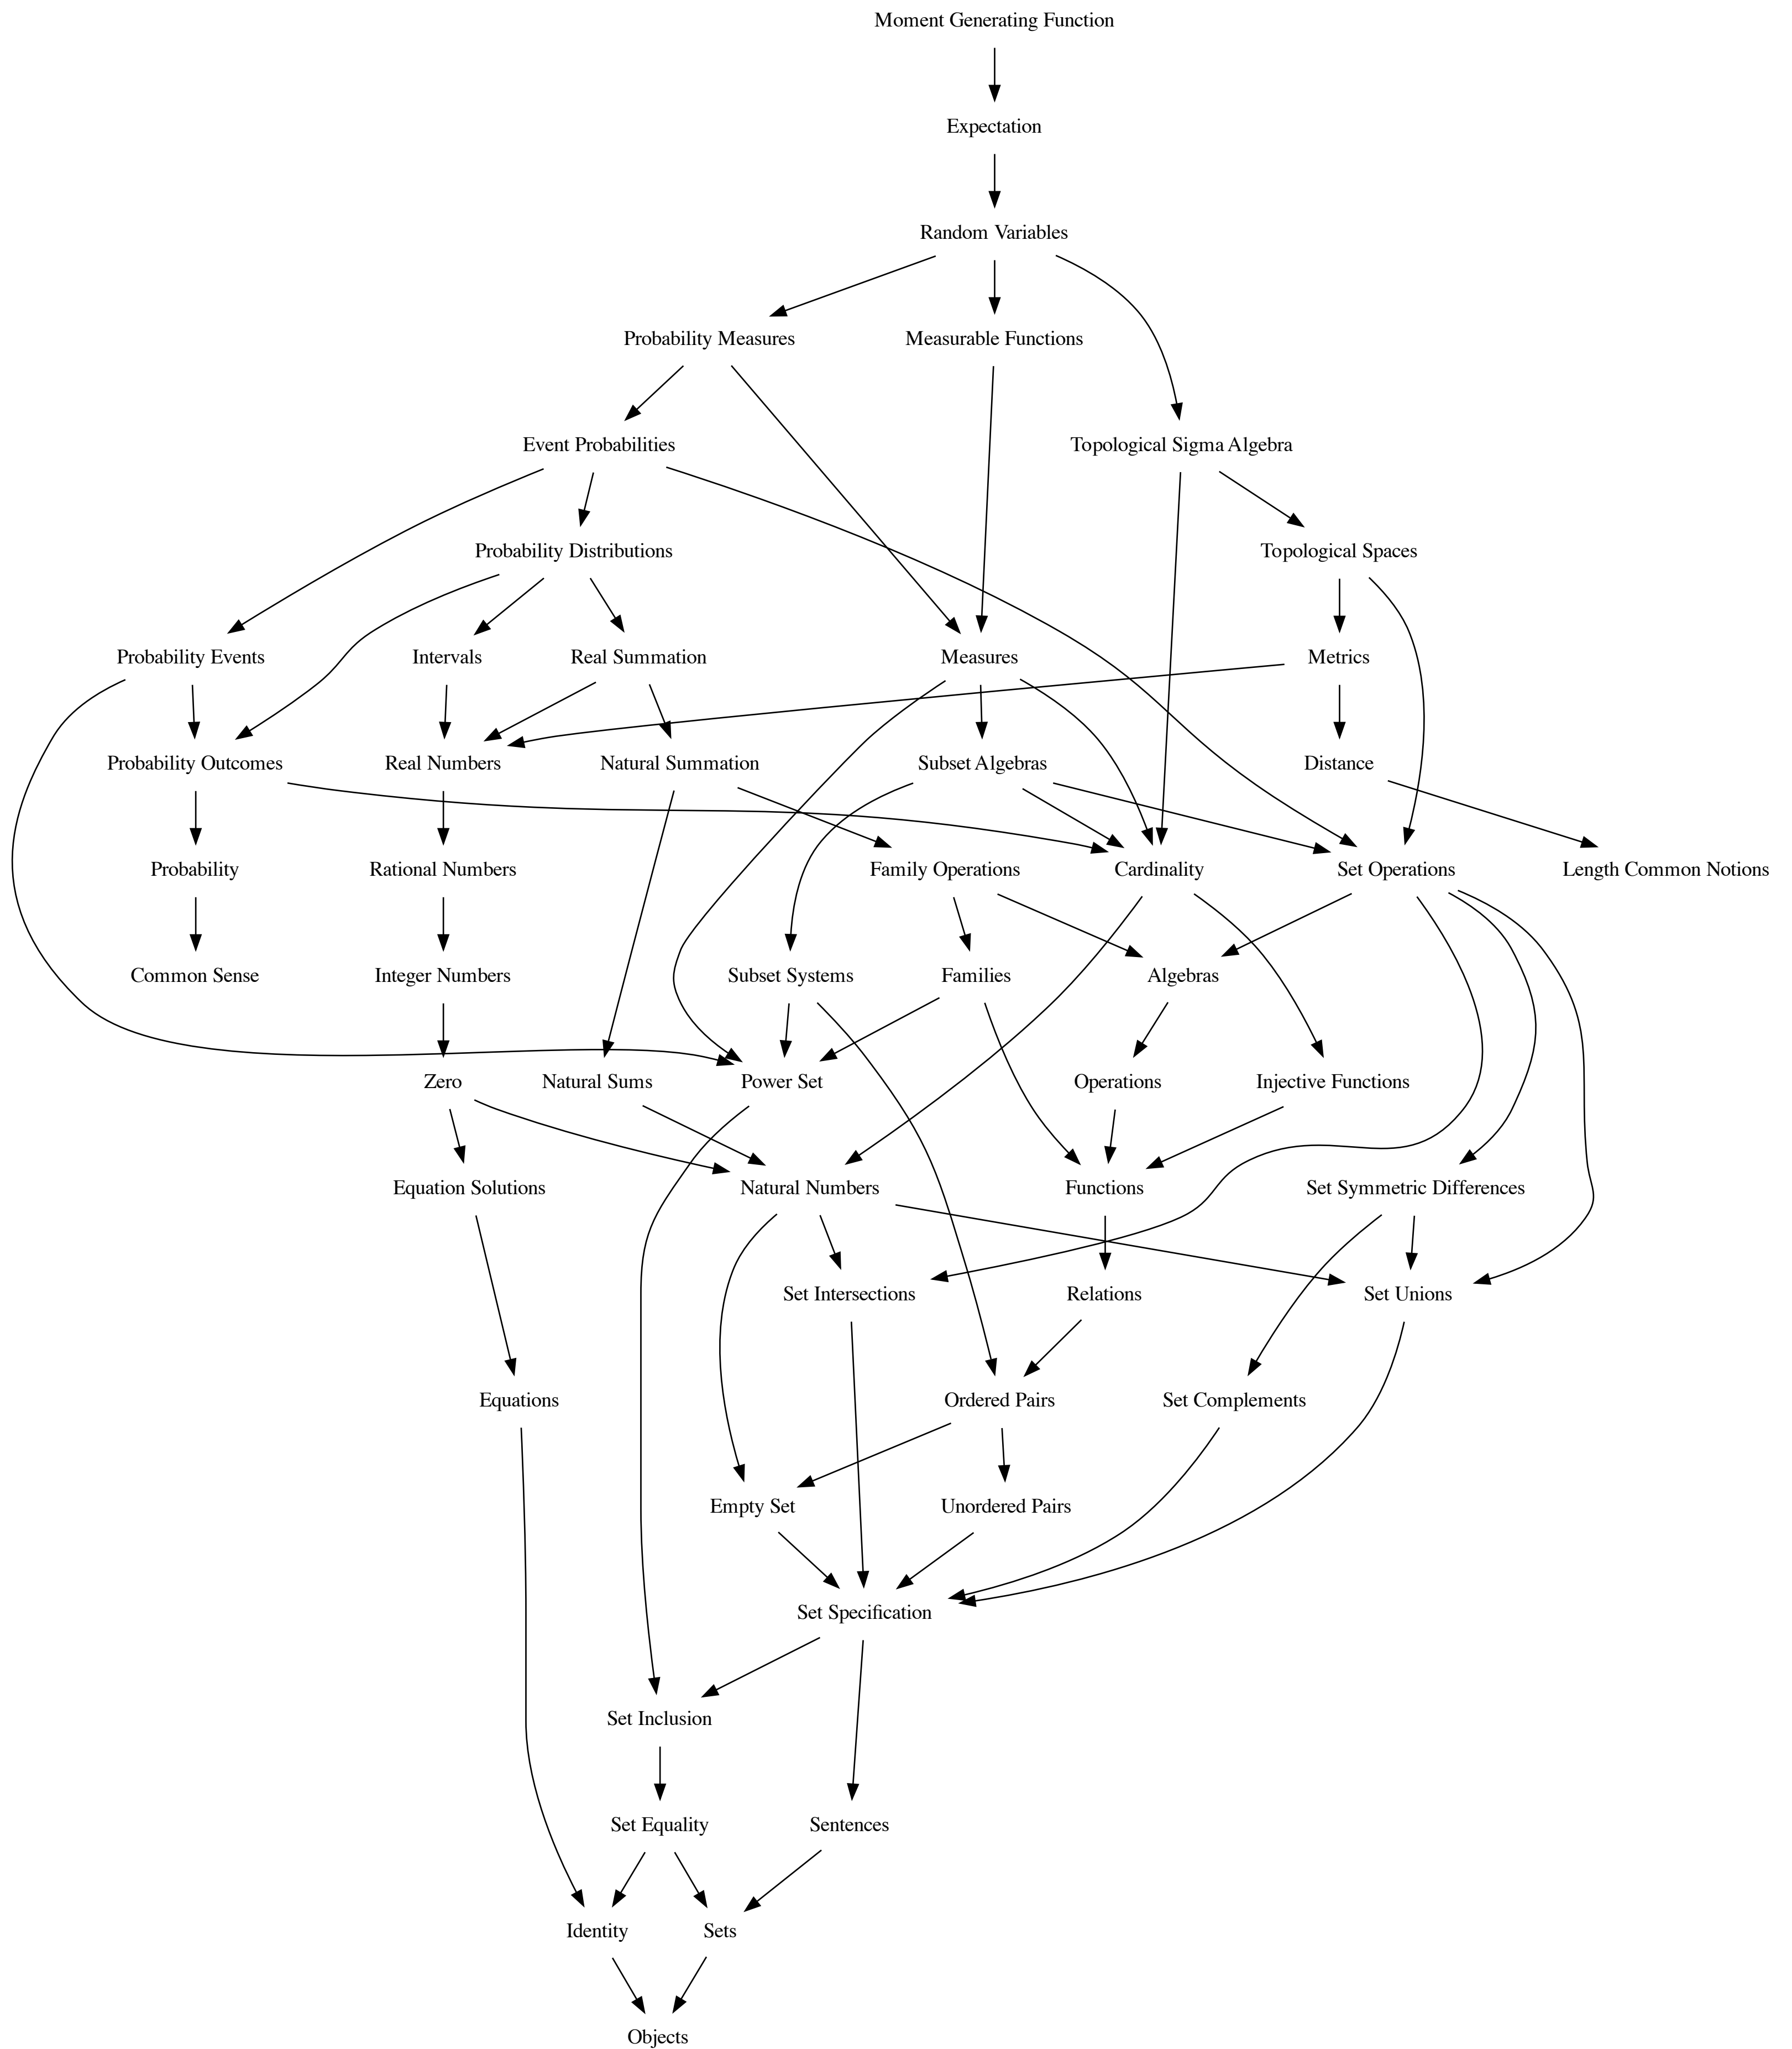 Moment Generating Function
Expectation
Random Variables
Probability Measures
Measurable Functions
Event Probabilities
Topological Sigma Algebra
Probability Distributions
Topological Spaces
Probability Events
Intervals
Real Summation
Measures
Metrics
Probability Outcomes
Real Numbers
Natural Summation
Subset Algebras
Distance
Probability
Rational Numbers
Family Operations
Cardinality
Set Operations
Length Common Notions
Common Sense
Integer Numbers
Subset Systems
Families
Algebras
Zero
Natural Sums
Power Set
Operations
Injective Functions
Equation Solutions
Natural Numbers
Functions
Set Symmetric Differences
Set Intersections
Relations
Set Unions
Equations
Ordered Pairs
Set Complements
Empty Set
Unordered Pairs
Set Specification
Set Inclusion
Set Equality
Sentences
Identity
Sets
Objects